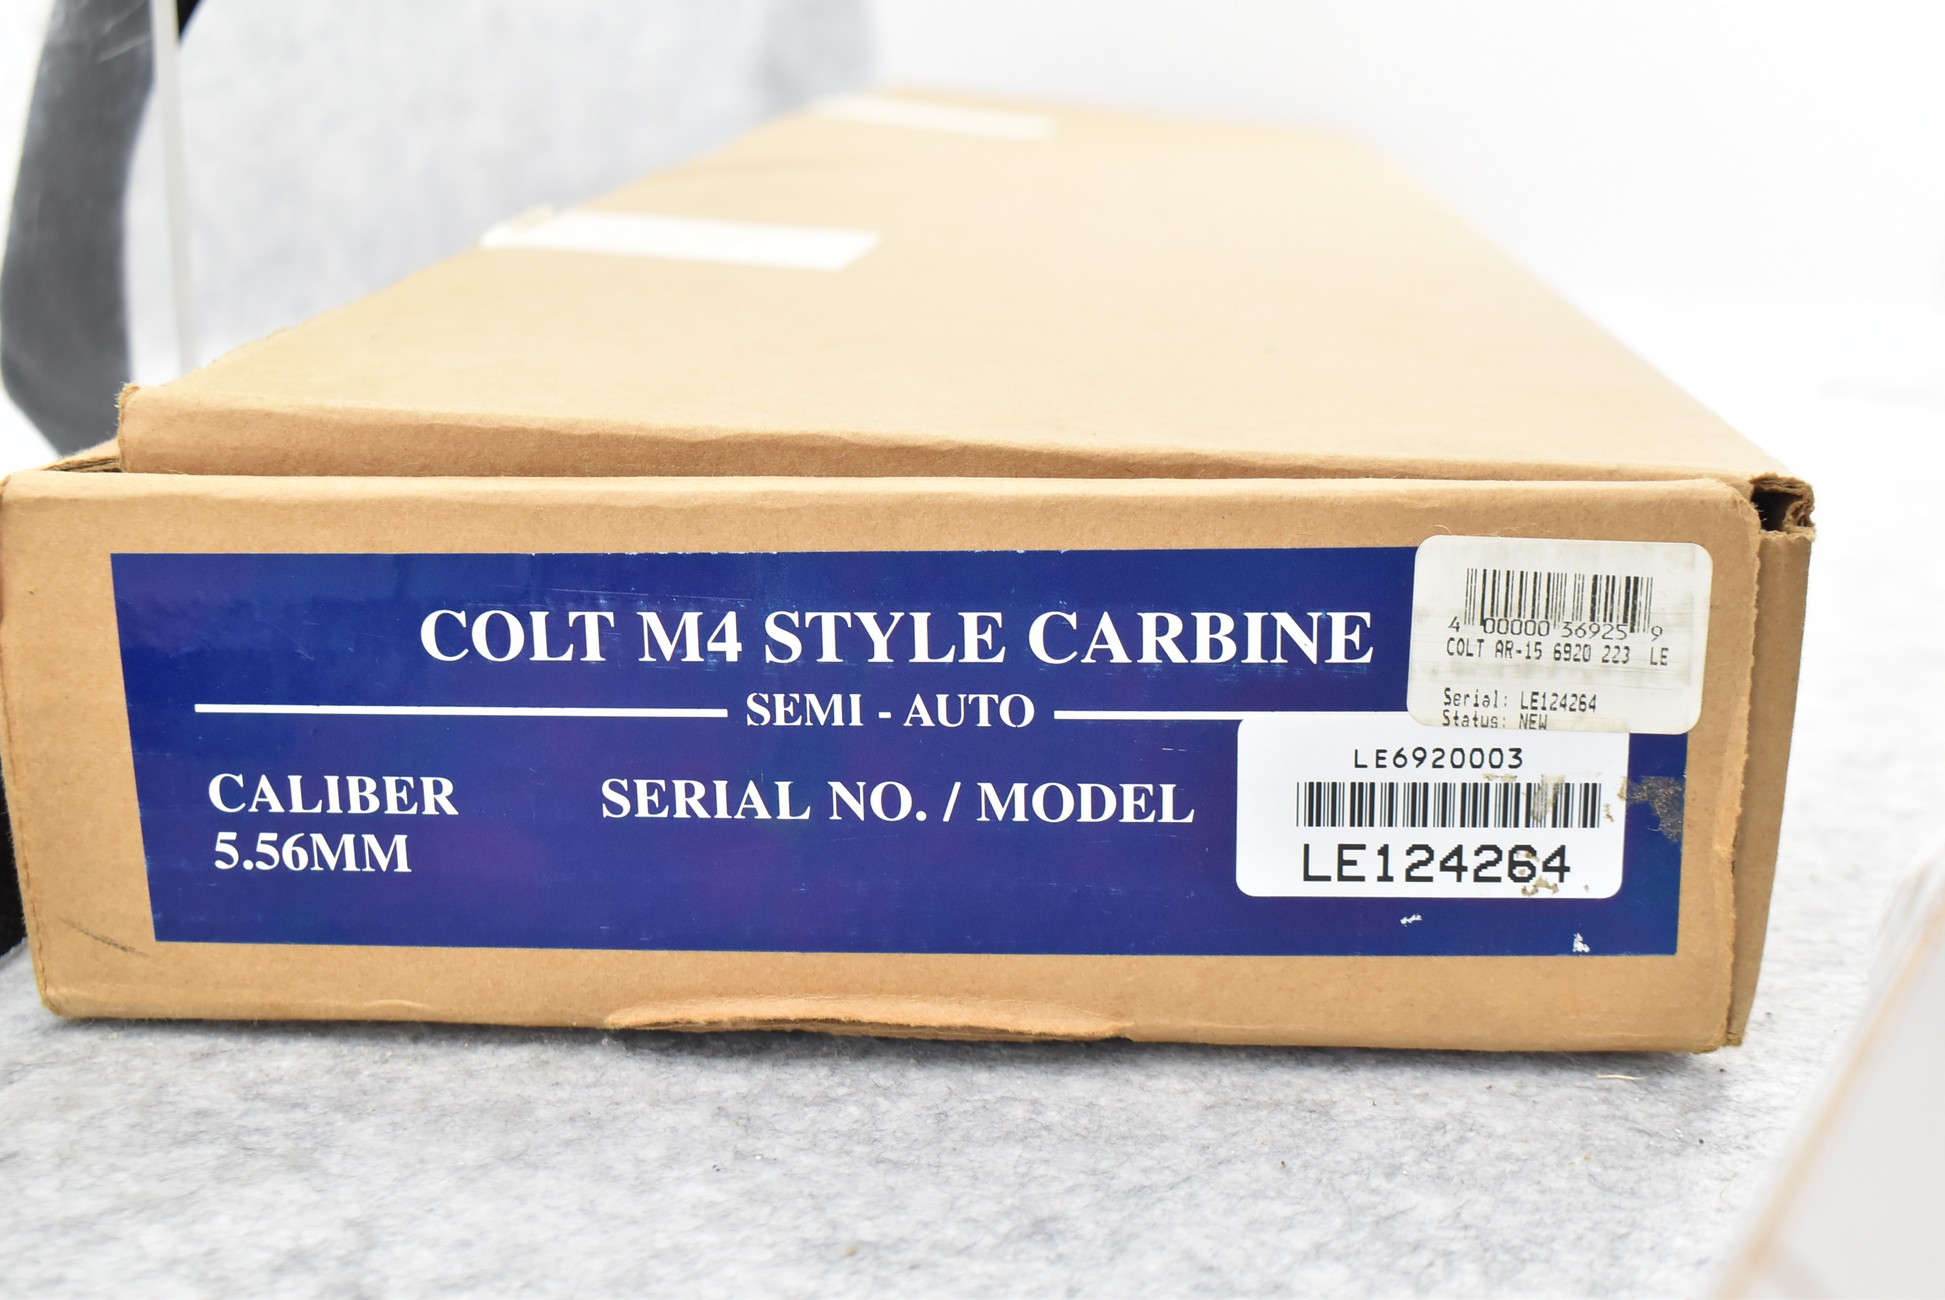 COLT M4 STYLE CARBINE
SEMI - AUTO
CALIBER
5.56MM
SERIAL NO. / MODEL
4 00000 36925 9
COLT AR-15 6920 223 LE
Serial: LE124264
Status: NEW
LE6920003
LE124264